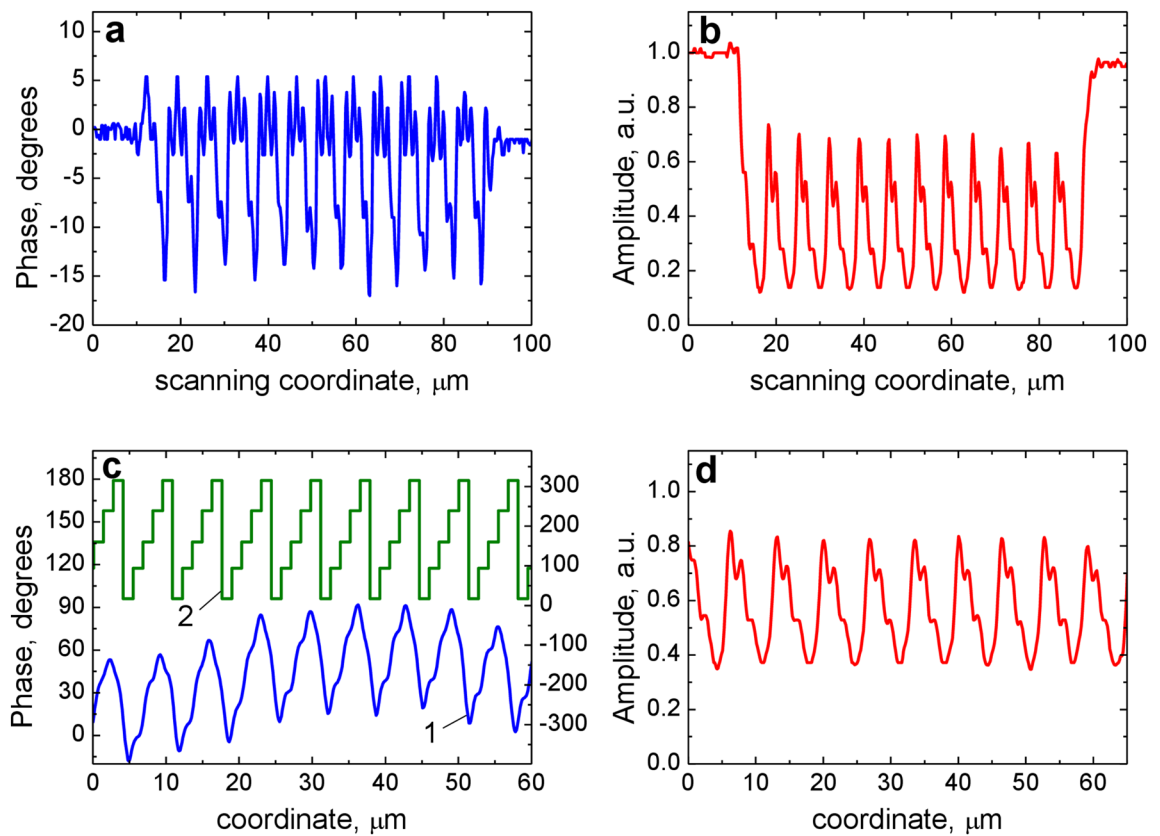 a
10
5
0
-5
-10
-15
-20
Phase, degrees
0 20 40 60 80 100
scanning coordinate, μm
b
1.0
0.8
0.6
0.4
0.2
0.0
Amplitude, a.u.
0 20 40 60 80 100
scanning coordinate, μm
c
180
150
120
90
60
30
0
Phase, degrees
300
200
100
0
-100
-200
-300
2
1
0 10 20 30 40 50 60
coordinate, μm
d
1.0
0.8
0.6
0.4
0.2
0.0
Amplitude, a.u.
0 10 20 30 40 50 60
coordinate, μm